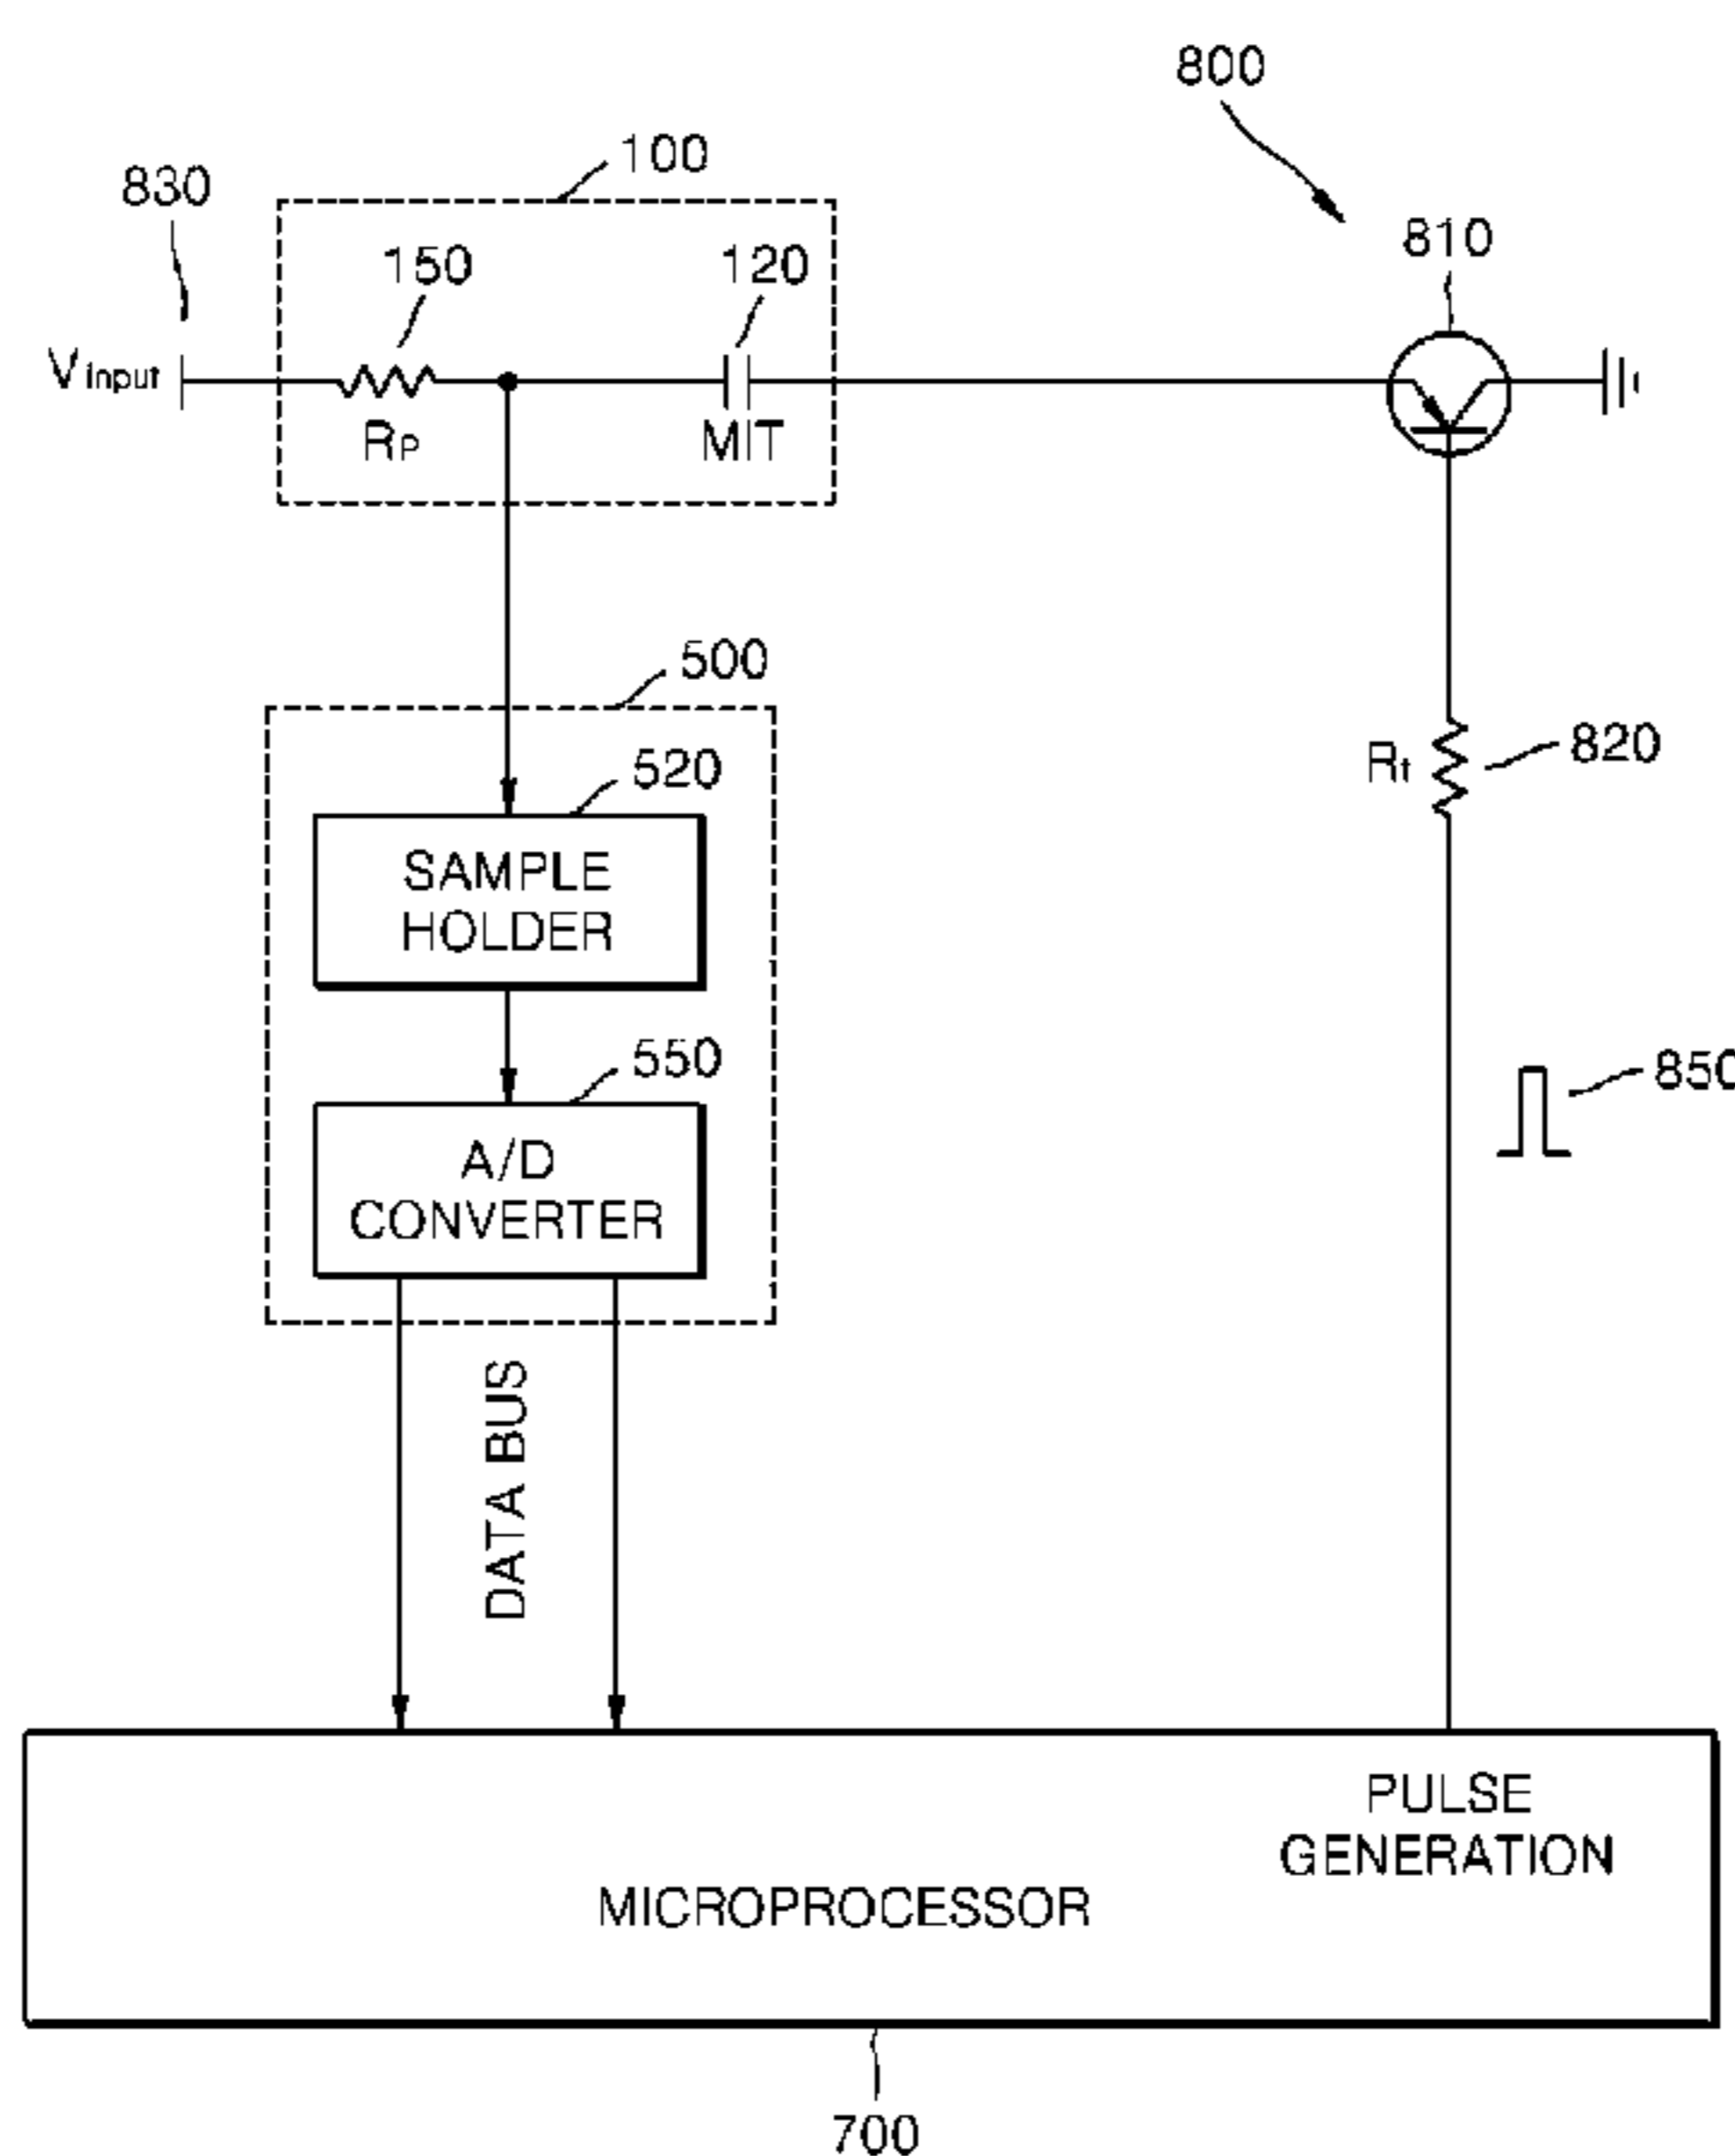 800
100
830
810
150
120
Vinput
RP
MIT
500
520
Rt
820
SAMPLE
HOLDER
550
850
A/D
CONVERTER
DATA BUS
PULSE
GENERATION
MICROPROCESSOR
700